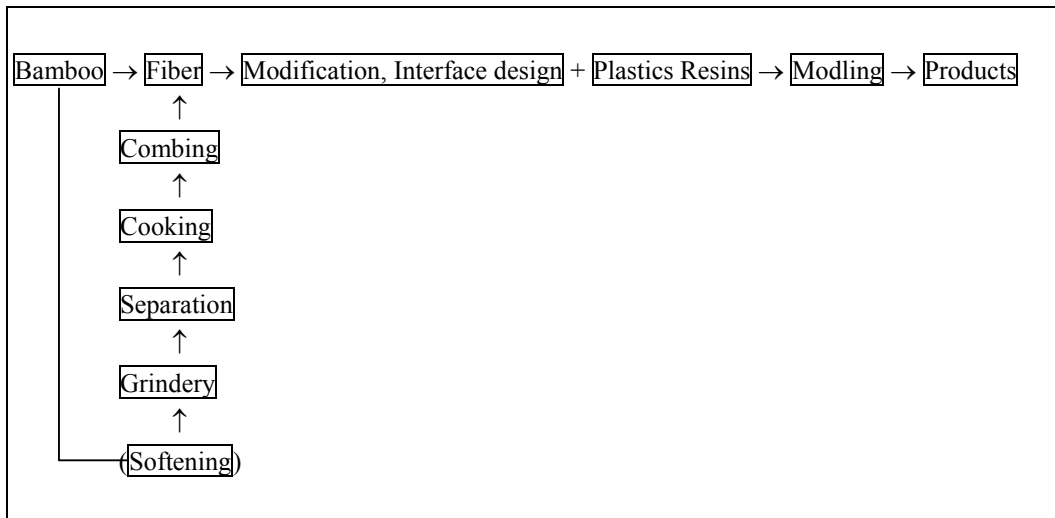 Bamboo → Fiber → Modification, Interface design + Plastics Resins → Modling → Products
↑
Combing
↑
Cooking
↑
Separation
↑
Grindery
↑
(Softening)